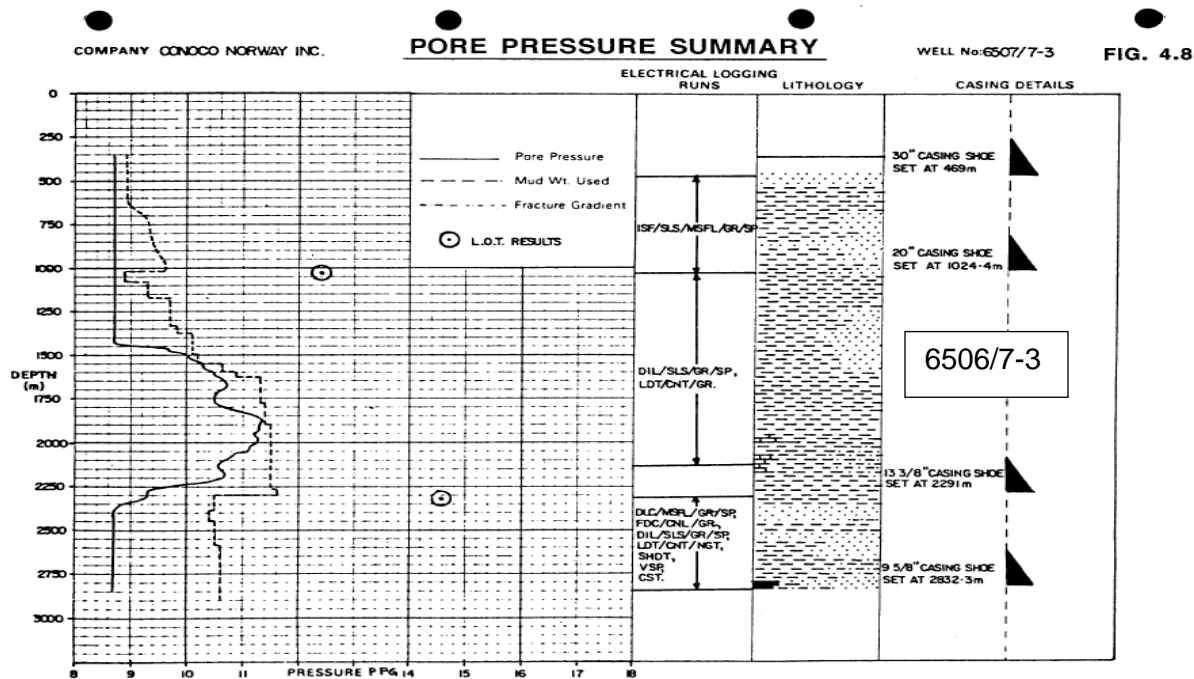 COMPANY CONOCO NORWAY INC.
PORE PRESSURE SUMMARY
WELL No:6507/7-3
FIG. 4.8
ELECTRICAL LOGGING
RUNS
LITHOLOGY
CASING DETAILS
0
250
500
750
1000
1250
1500
DEPTH
(m)
1750
2000
2250
2500
2750
3000
Pore Pressure
Mud Wt. Used
Fracture Gradient
L.O.T. RESULTS
ISF/SLS/MSFL/GR/SP
DIL/SLS/GR/SP,
LDT/CNT/GR.
DLC/MSFL/GR/SP,
FDC/CNL/GR,
DIL/SLS/GR/SP,
LDT/CNT/NGT,
SHDT,
VSP,
CST.
30" CASING SHOE
SET AT 469m
20" CASING SHOE
SET AT 1024·4m
6506/7-3
13 3/8" CASING SHOE
SET AT 2291m
9 5/8" CASING SHOE
SET AT 2832·3m
8 9 10 11 PRESSURE PPG 14 15 16 17 18